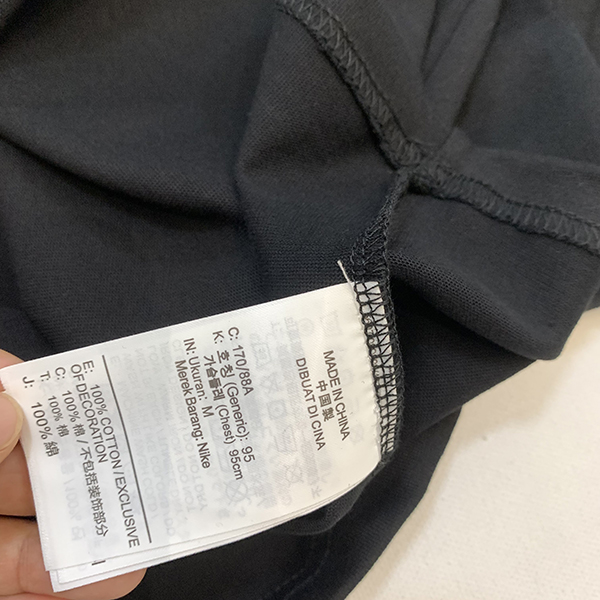 MADE IN CHINA
中国製
DIBUAT DI CINA
C: 170/88A
K: 호칭 (Generic): 95
가슴둘레 (Chest) 95cm
IN: Ukuran: M
Merek Barang: Nike
E: 100% COTTON / EXCLUSIVE
OF DECORATION
C: 100% 棉 / 不包括装饰部分
T: 100% 棉
J: 100% 綿